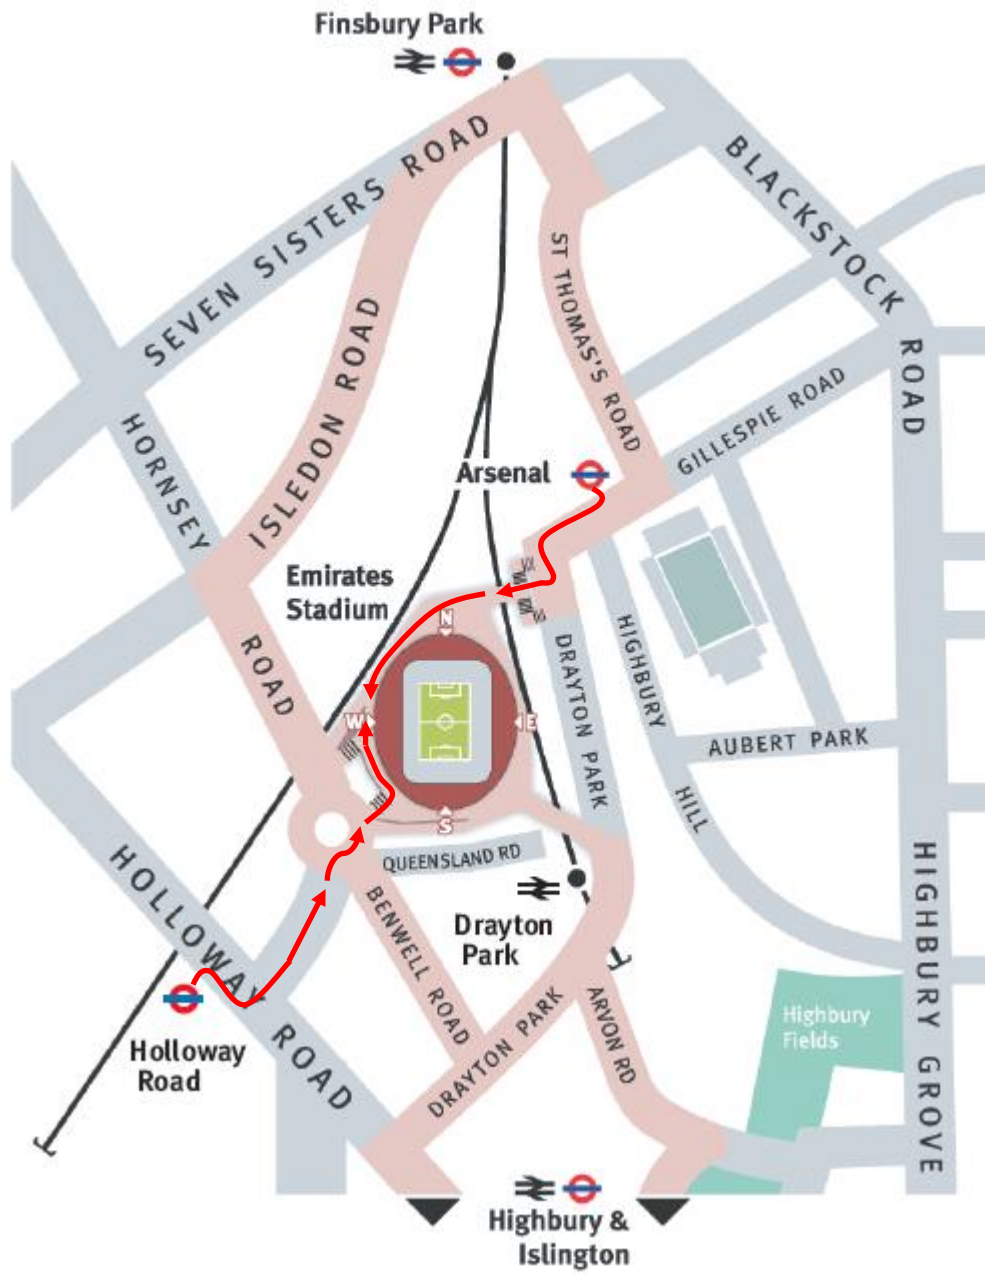 Finsbury Park
SEVEN SISTERS ROAD
BLACKSTOCK
ROAD
ST THOMAS'S ROAD
ISLEDON ROAD
HORNSEY
GILLESPIE ROAD
Arsenal
Emirates
Stadium
N
W
E
S
ROAD
HIGHBURY
HILL
DRAYTON PARK
AUBERT PARK
QUEENSLAND RD
HOLLOWAY ROAD
BENWELL ROAD
Drayton
Park
HIGHBURY GROVE
Highbury
Fields
Holloway
Road
DRAYTON PARK
ARVON RD
Highbury &
Islington